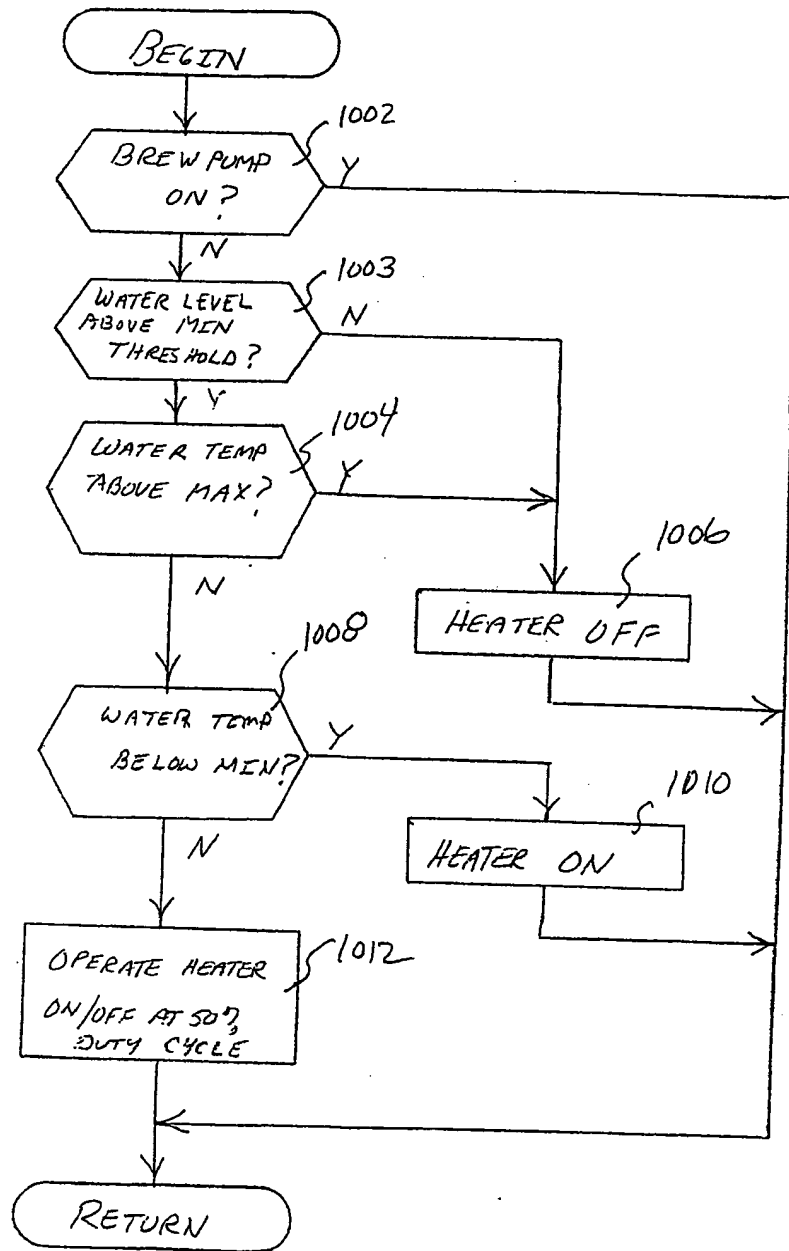 BEGIN
1002
BREW PUMP
ON?
Y
N
1003
WATER LEVEL
ABOVE MIN
THRESHOLD?
N
Y
1004
WATER TEMP
ABOVE MAX?
Y
N
1006
HEATER OFF
1008
WATER TEMP
BELOW MIN?
Y
N
1010
HEATER ON
1012
OPERATE HEATER
ON/OFF AT 50%
DUTY CYCLE
RETURN